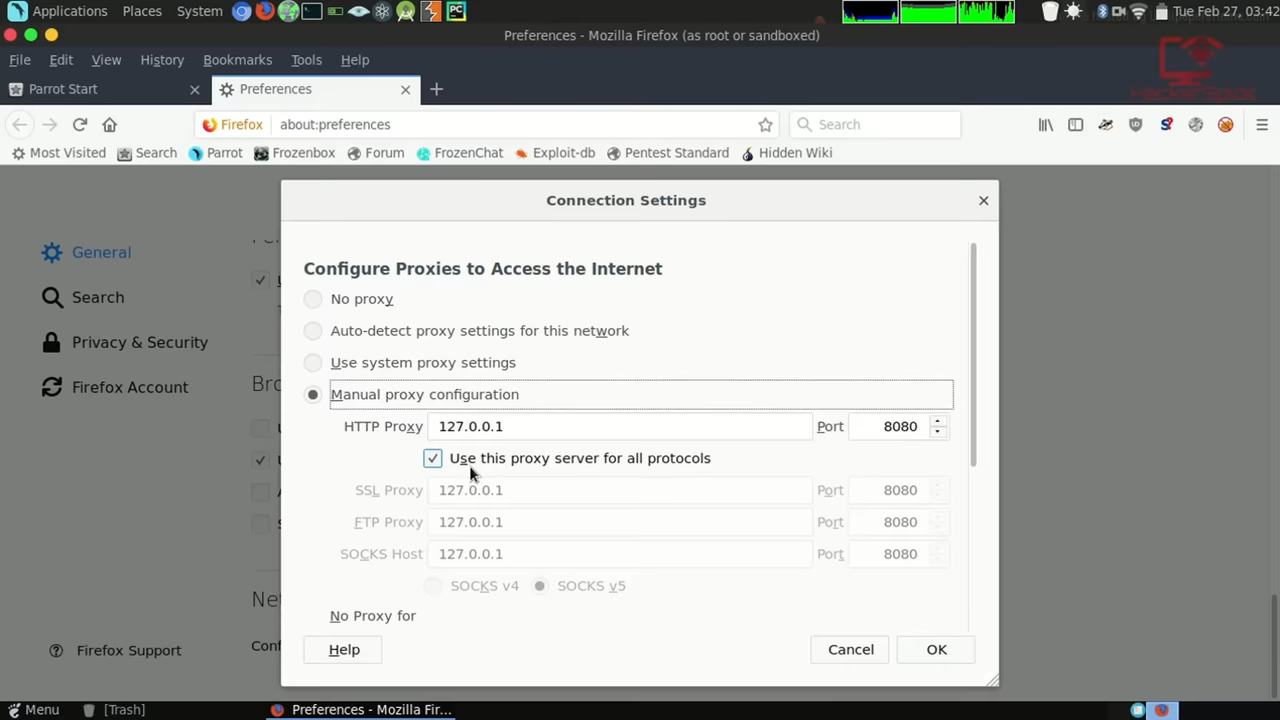 Applications Places System Tue Feb 27, 03:42
Preferences - Mozilla Firefox (as root or sandboxed)
File Edit View History Bookmarks Tools Help
Parrot Start Preferences
Firefox about:preferences Search
Most Visited Search Parrot Frozenbox Forum FrozenChat Exploit-db Pentest Standard Hidden Wiki
HackerSploit
Connection Settings
General
Search
Privacy & Security
Firefox Account
Firefox Support
Configure Proxies to Access the Internet
No proxy
Auto-detect proxy settings for this network
Use system proxy settings
Manual proxy configuration
HTTP Proxy 127.0.0.1 Port 8080
Use this proxy server for all protocols
SSL Proxy 127.0.0.1 Port 8080
FTP Proxy 127.0.0.1 Port 8080
SOCKS Host 127.0.0.1 Port 8080
SOCKS v4 SOCKS v5
No Proxy for
Help Cancel OK
Menu [Trash] Preferences - Mozilla Fir...